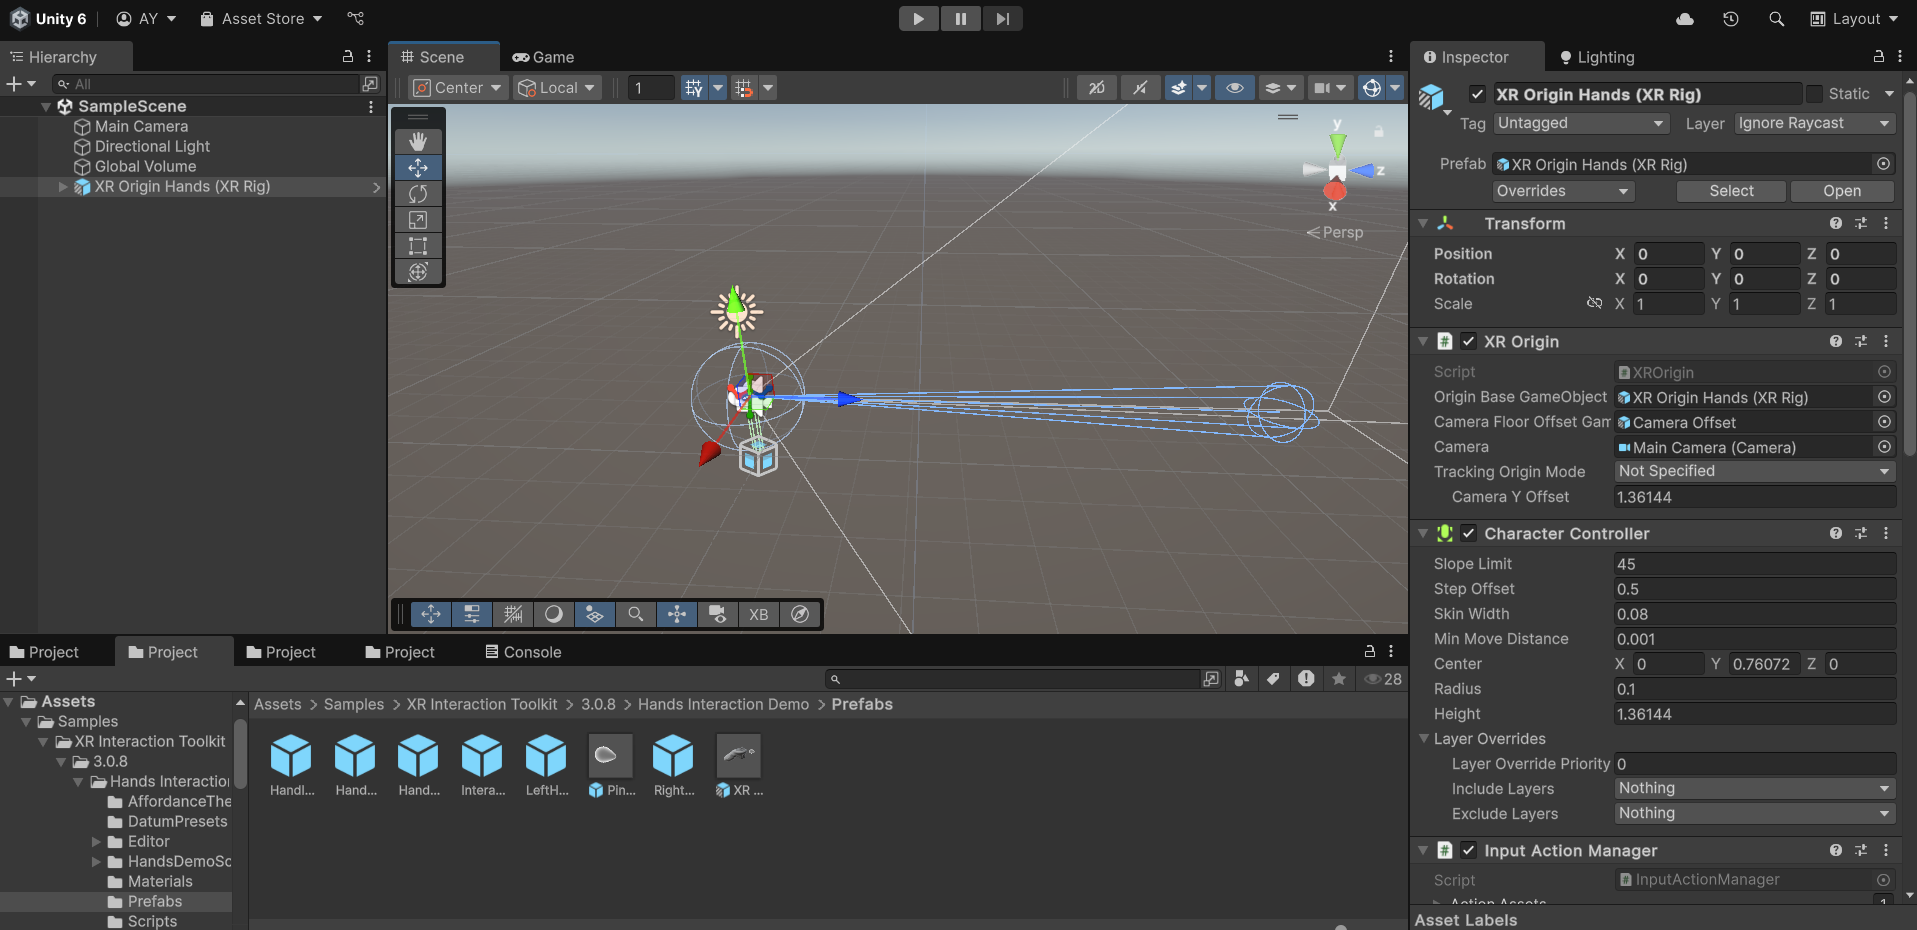 Unity 6 AY Asset Store Layout
Hierarchy
All
SampleScene
Main Camera
Directional Light
Global Volume
XR Origin Hands (XR Rig)
Scene Game
Center Local 1
2D
y
z
x
Persp
XB
Inspector Lighting
XR Origin Hands (XR Rig) Static
Tag Untagged Layer Ignore Raycast
Prefab XR Origin Hands (XR Rig)
Overrides Select Open
Transform
Position X 0 Y 0 Z 0
Rotation X 0 Y 0 Z 0
Scale X 1 Y 1 Z 1
XR Origin
Script XROrigin
Origin Base GameObject XR Origin Hands (XR Rig)
Camera Floor Offset Gam Camera Offset
Camera Main Camera (Camera)
Tracking Origin Mode Not Specified
Camera Y Offset 1.36144
Character Controller
Slope Limit 45
Step Offset 0.5
Skin Width 0.08
Min Move Distance 0.001
Center X 0 Y 0.76072 Z 0
Radius 0.1
Height 1.36144
Layer Overrides
Layer Override Priority 0
Include Layers Nothing
Exclude Layers Nothing
Input Action Manager
Script InputActionManager
Action Assets 1
Asset Labels
Project Project Project Project Console
28
Assets
Samples
XR Interaction Toolkit
3.0.8
Hands Interaction
AffordanceThe
DatumPresets
Editor
HandsDemoSc
Materials
Prefabs
Scripts
Assets > Samples > XR Interaction Toolkit > 3.0.8 > Hands Interaction Demo > Prefabs
Handl... Hand... Hand... Intera... LeftH... Pin... Right... XR ...